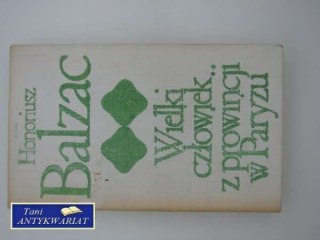 Honoriusz
Balzac
Wielki
człowiek...
z prowincji
w Paryżu
Tani
ANTYKWARIAT